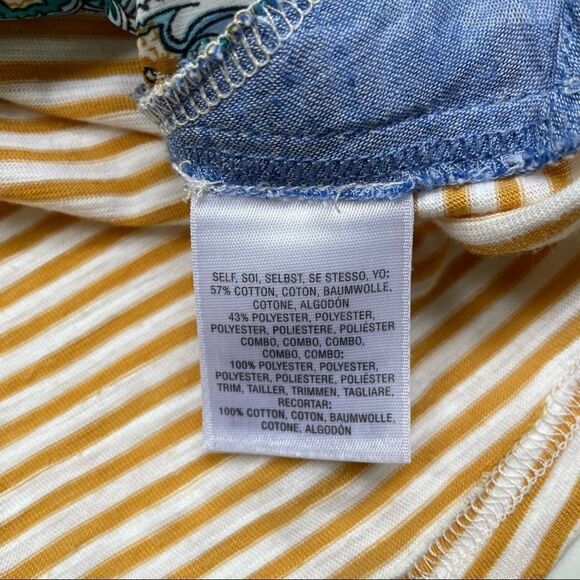 SELF, SOI, SELBST, SE STESSO, YO:
57% COTTON, COTON, BAUMWOLLE,
COTONE, ALGODÓN
43% POLYESTER, POLYESTER,
POLYESTER, POLIESTERE, POLIÉSTER
COMBO, COMBO, COMBO,
COMBO, COMBO:
100% POLYESTER, POLYESTER,
POLYESTER, POLIESTERE, POLIÉSTER
TRIM, TAILLER, TRIMMEN, TAGLIARE,
RECORTAR:
100% COTTON, COTON, BAUMWOLLE,
COTONE, ALGODÓN